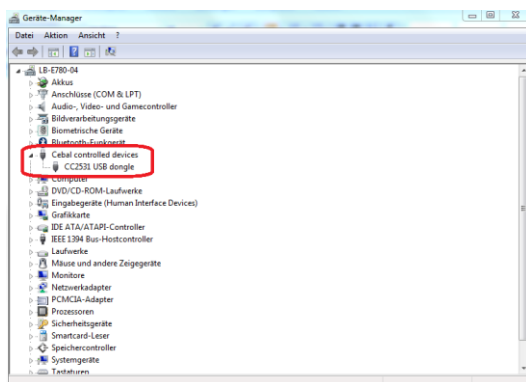 Geräte-Manager
Datei Aktion Ansicht ?
LB-E780-04
Akkus
Anschlüsse (COM & LPT)
Audio-, Video- und Gamecontroller
Bildverarbeitungsgeräte
Biometrische Geräte
Bluetooth-Funkgerät
Cebal controlled devices
CC2531 USB dongle
Computer
DVD/CD-ROM-Laufwerke
Eingabegeräte (Human Interface Devices)
Grafikkarte
IDE ATA/ATAPI-Controller
IEEE 1394 Bus-Hostcontroller
Laufwerke
Mäuse und andere Zeigegeräte
Monitore
Netzwerkadapter
PCMCIA-Adapter
Prozessoren
Sicherheitsgeräte
Smartcard-Leser
Speichercontroller
Systemgeräte
Tastaturen